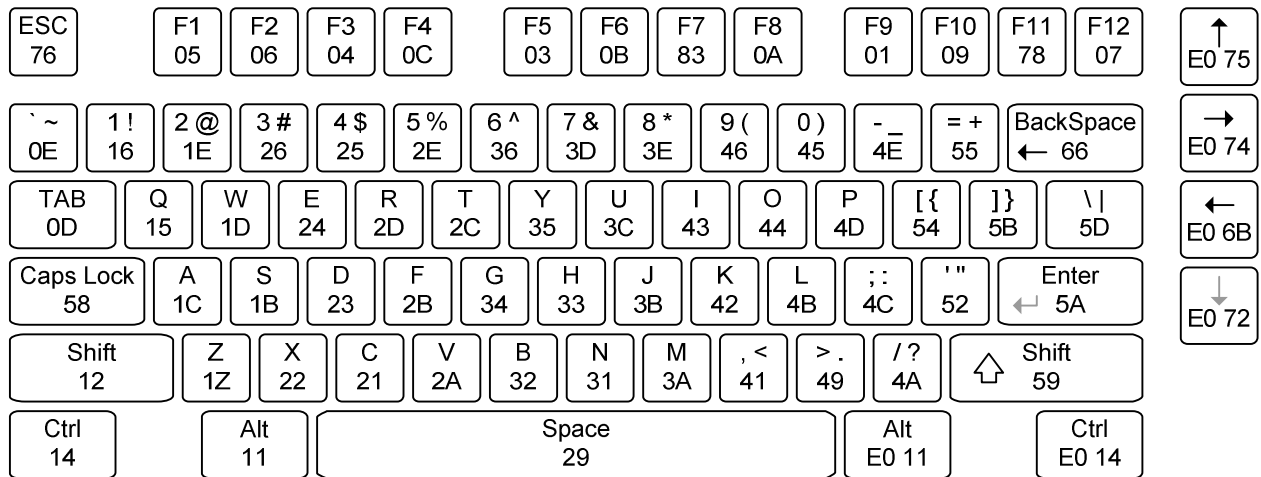 ESC F1 F2 F3 F4 F5 F6 F7 F8 F9 F10 F11 F12 ↑
76 05 06 04 0C 03 0B 83 0A 01 09 78 07 E0 75
` ~ 1 ! 2 @ 3 # 4 $ 5 % 6 ^ 7 & 8 * 9 ( 0 ) - _ = + BackSpace →
0E 16 1E 26 25 2E 36 3D 3E 46 45 4E 55 ← 66 E0 74
TAB Q W E R T Y U I O P [ { ] } \ | ←
0D 15 1D 24 2D 2C 35 3C 43 44 4D 54 5B 5D E0 6B
Caps Lock A S D F G H J K L ; : ' " Enter ↓
58 1C 1B 23 2B 34 33 3B 42 4B 4C 52 ↵ 5A E0 72
Shift Z X C V B N M , < > . / ? Shift
12 1Z 22 21 2A 32 31 3A 41 49 4A ⇧ 59
Ctrl Alt Space Alt Ctrl
14 11 29 E0 11 E0 14